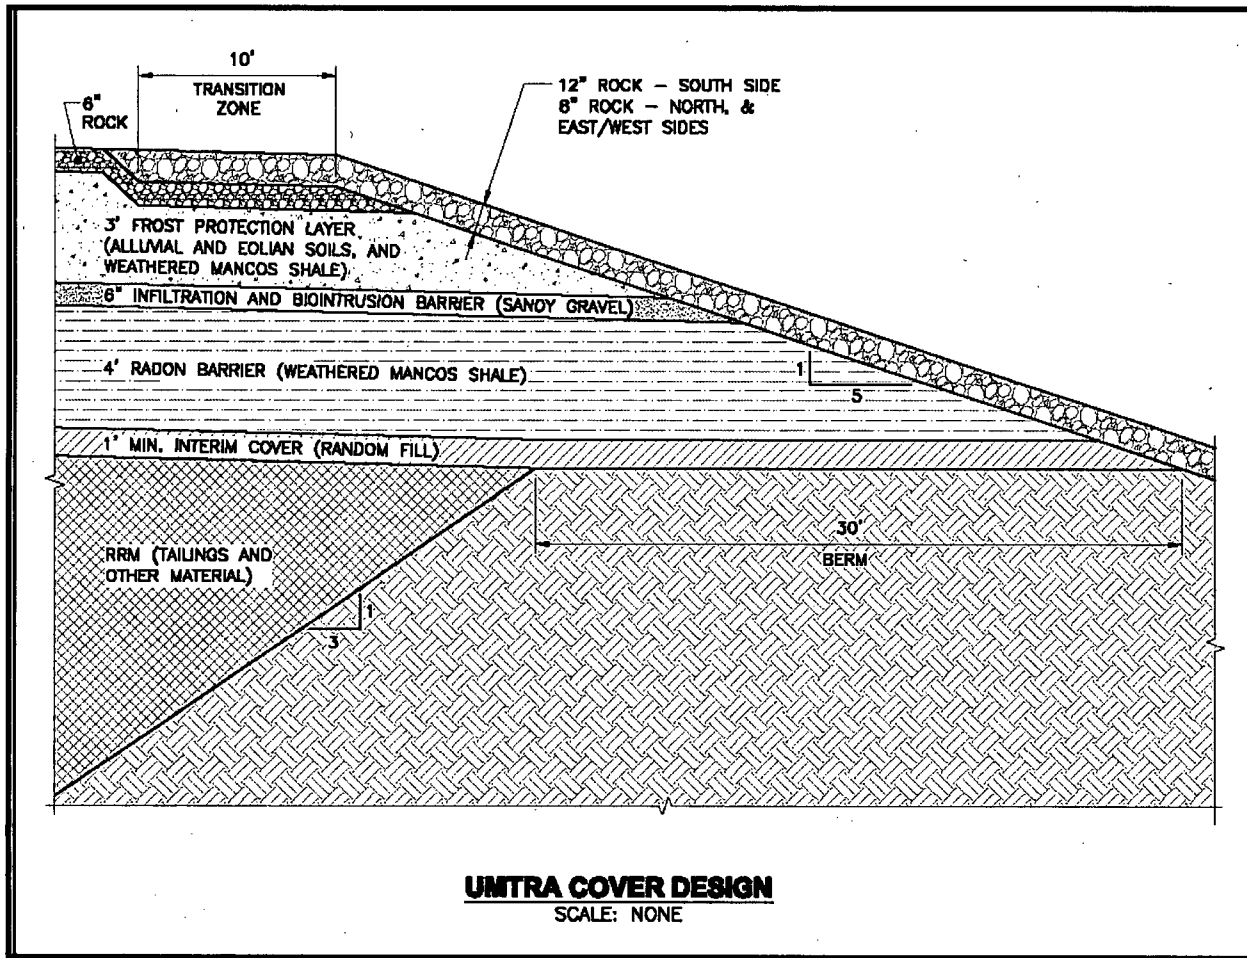 10'
TRANSITION
ZONE
6"
ROCK
12" ROCK – SOUTH SIDE
8" ROCK – NORTH, &
EAST/WEST SIDES
3' FROST PROTECTION LAYER
(ALLUVIAL AND EOLIAN SOILS, AND
WEATHERED MANCOS SHALE)
6" INFILTRATION AND BIOINTRUSION BARRIER (SANDY GRAVEL)
4' RADON BARRIER (WEATHERED MANCOS SHALE)
1
5
1' MIN. INTERIM COVER (RANDOM FILL)
30'
BERM
RRM (TAILINGS AND
OTHER MATERIAL)
1
3
UMTRA COVER DESIGN
SCALE: NONE